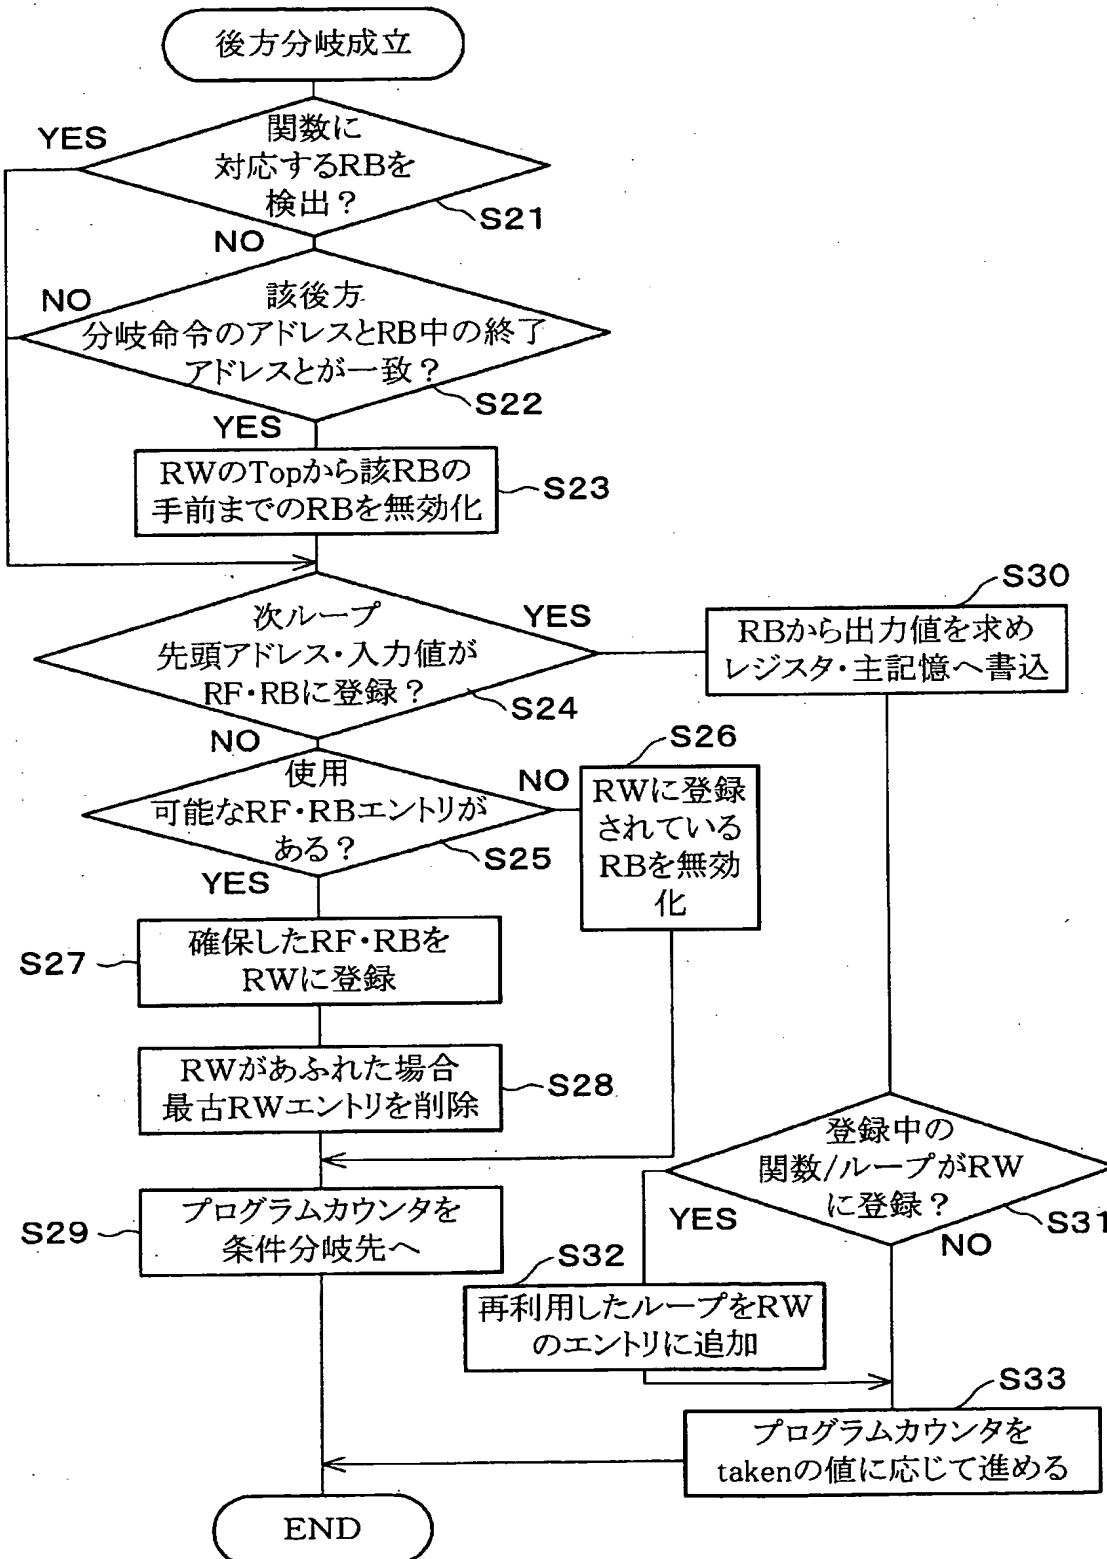 後方分岐成立
YES
関数に
対応するRBを
検出？
S21
NO
NO
該後方
分岐命令のアドレスとRB中の終了
アドレスとが一致？
S22
YES
RWのTopから該RBの
手前までのRBを無効化
S23
次ループ
先頭アドレス・入力値が
RF・RBに登録？
S24
YES
S30
RBから出力値を求め
レジスタ・主記憶へ書込
NO
使用
可能なRF・RBエントリが
ある？
S25
NO
S26
RWに登録
されている
RBを無効
化
YES
S27
確保したRF・RBを
RWに登録
RWがあふれた場合
最古RWエントリを削除
S28
登録中の
関数/ループがRW
に登録？
S31
YES
NO
S29
プログラムカウンタを
条件分岐先へ
S32
再利用したループをRW
のエントリに追加
S33
プログラムカウンタを
takenの値に応じて進める
END